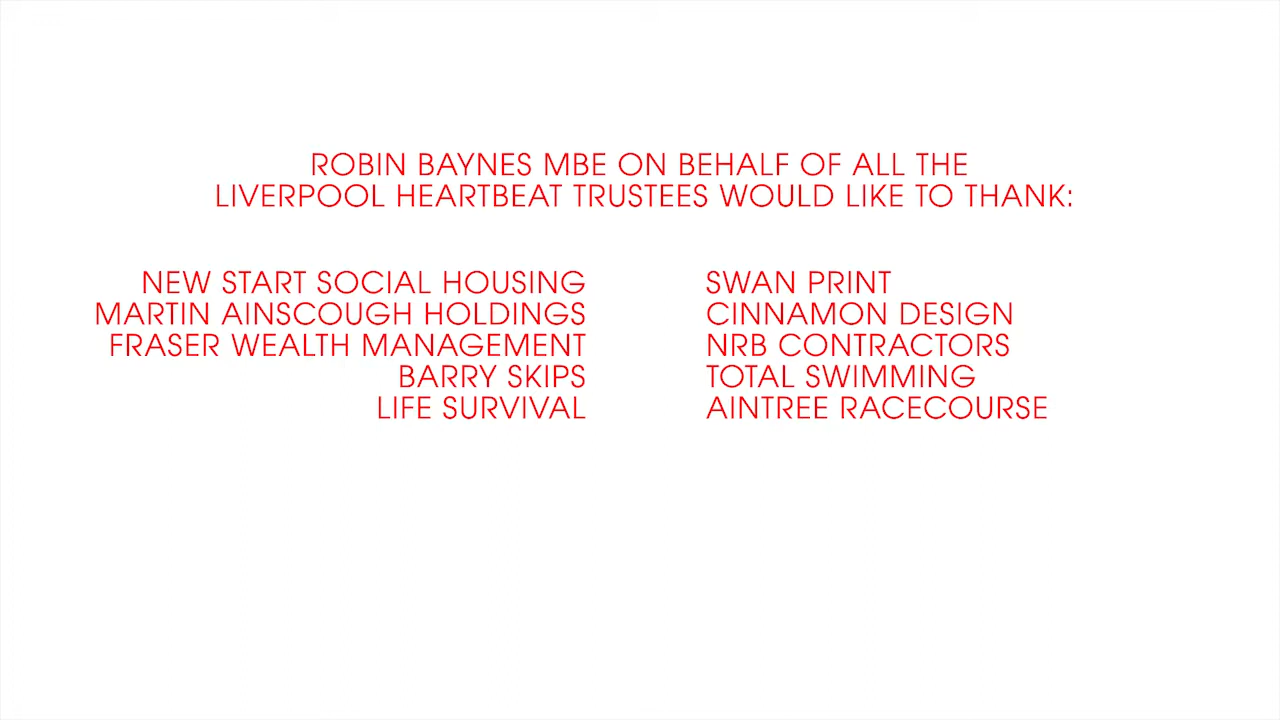 ROBIN BAYNES MBE ON BEHALF OF ALL THE
LIVERPOOL HEARTBEAT TRUSTEES WOULD LIKE TO THANK:
NEW START SOCIAL HOUSING
MARTIN AINSCOUGH HOLDINGS
FRASER WEALTH MANAGEMENT
BARRY SKIPS
LIFE SURVIVAL
SWAN PRINT
CINNAMON DESIGN
NRB CONTRACTORS
TOTAL SWIMMING
AINTREE RACECOURSE